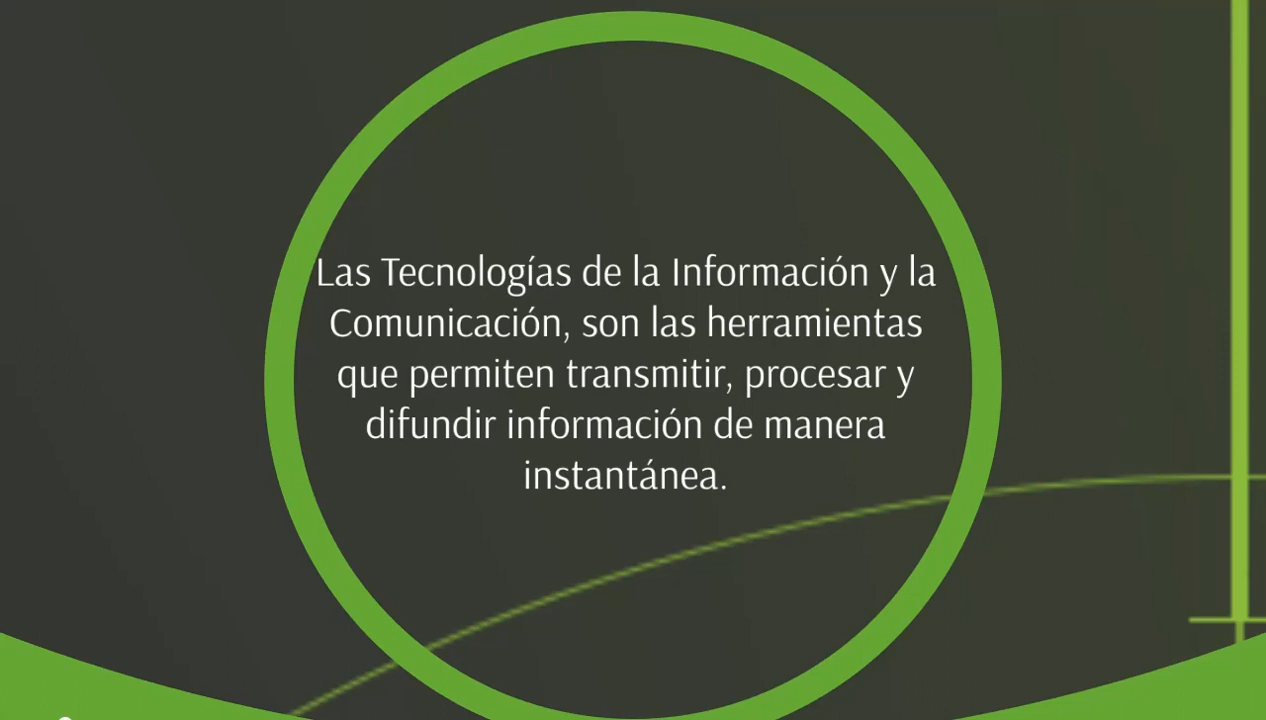 Las Tecnologías de la Información y la
Comunicación, son las herramientas
que permiten transmitir, procesar y
difundir información de manera
instantánea.